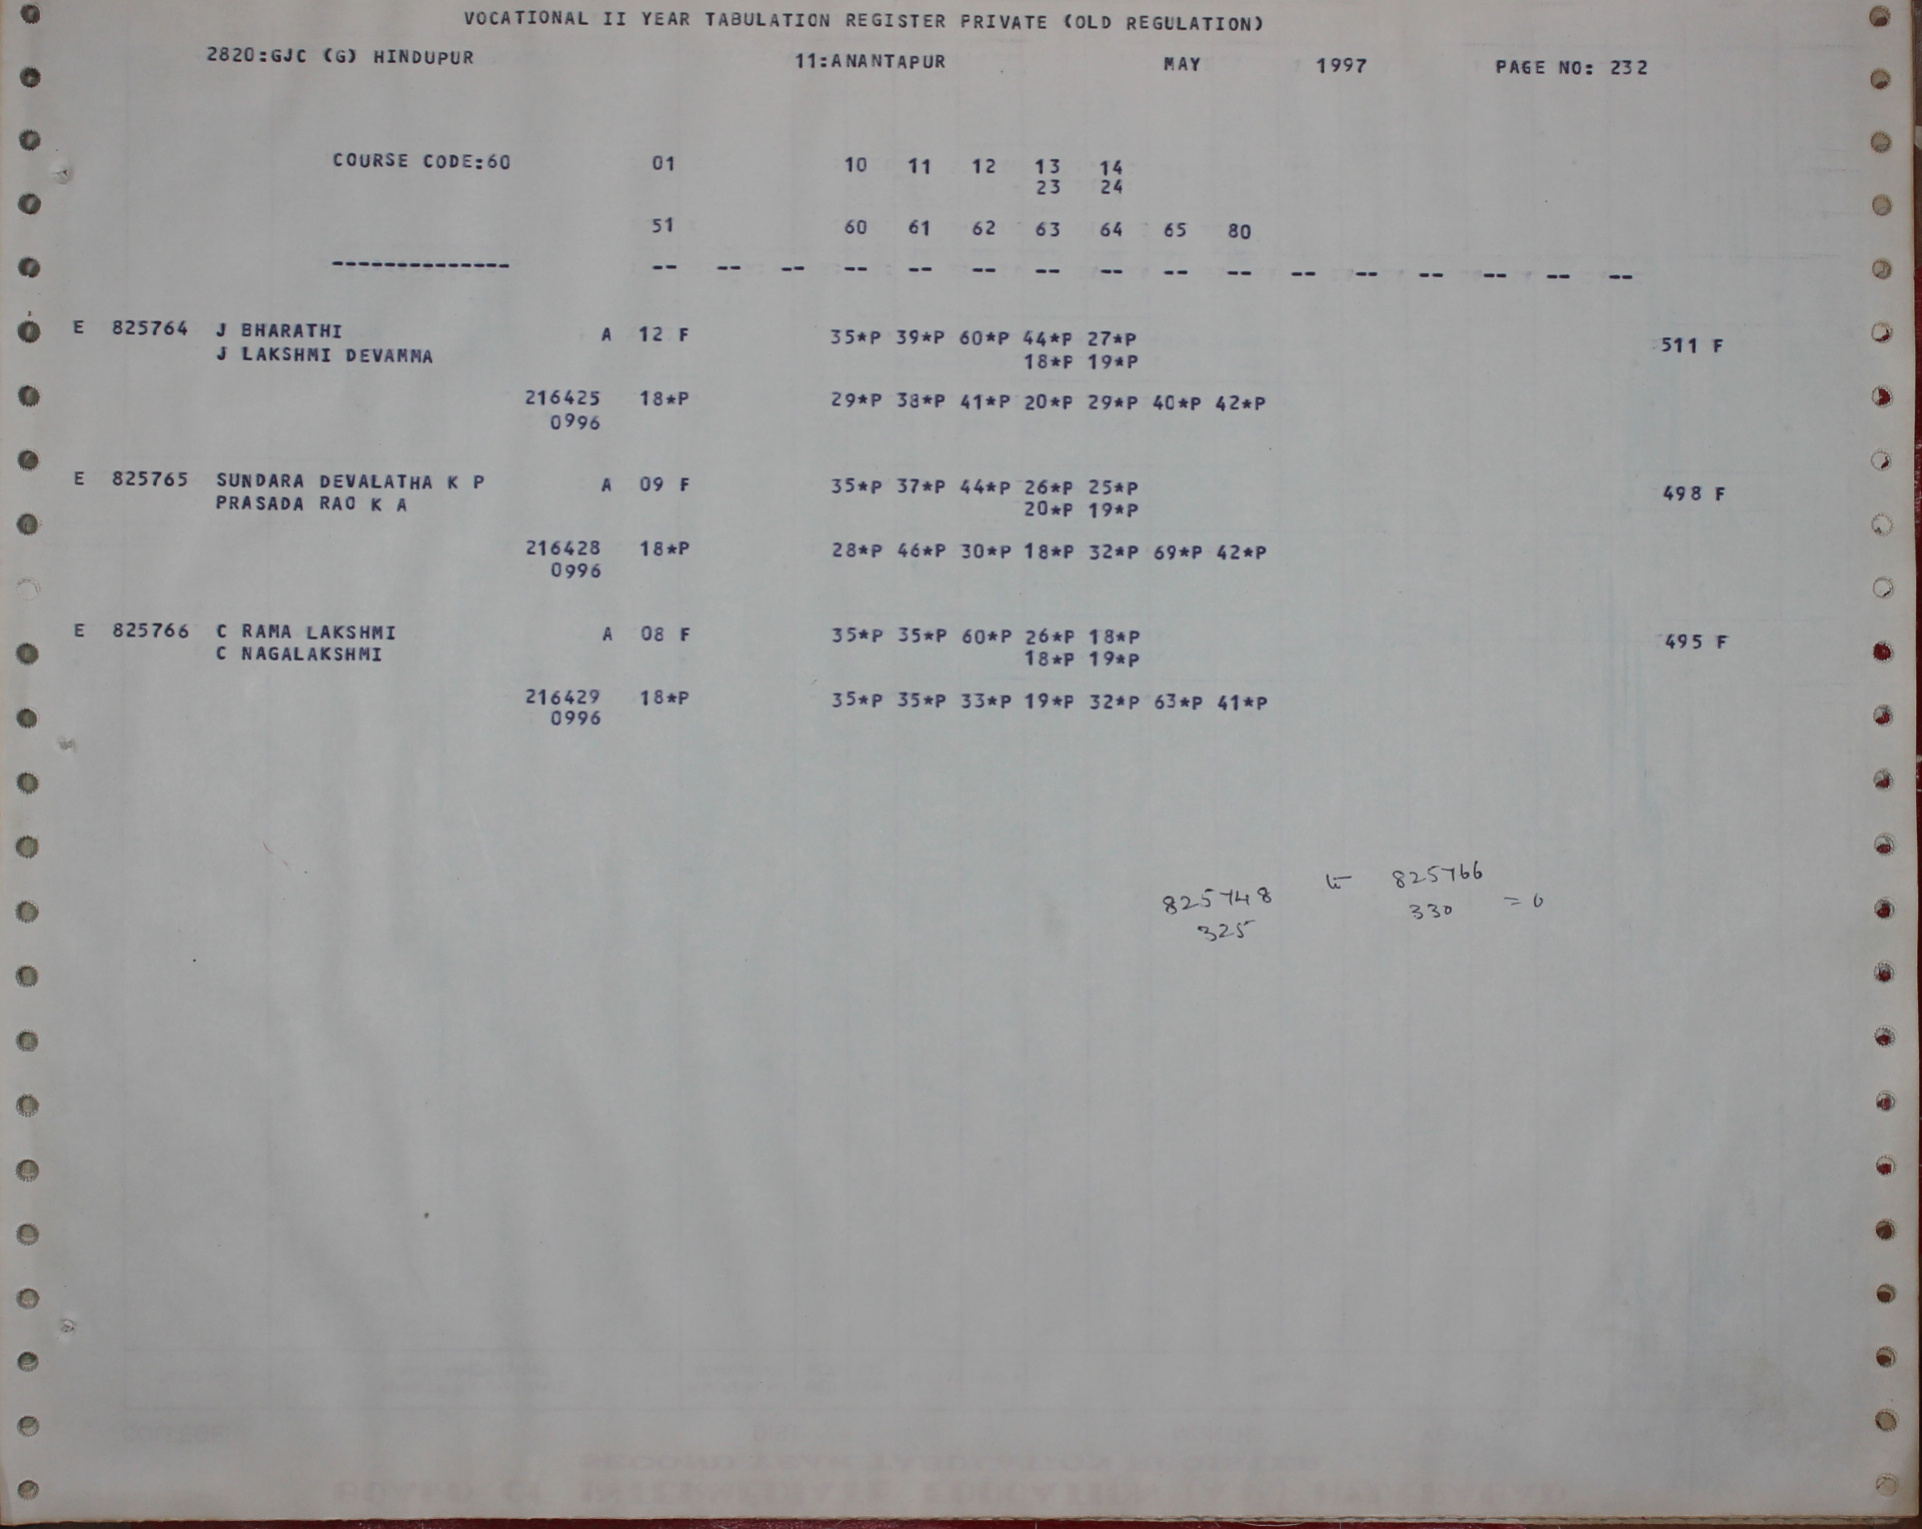 VOCATIONAL II YEAR TABULATION REGISTER PRIVATE (OLD REGULATION)
2820:GJC (G) HINDUPUR 11:ANANTAPUR MAY 1997 PAGE NO: 232
COURSE CODE:60 01 10 11 12 13 14
23 24
51 60 61 62 63 64 65 80
-------------- -- -- -- -- -- -- -- -- -- -- -- -- -- -- -- --
E 825764 J BHARATHI A 12 F 35*P 39*P 60*P 44*P 27*P 511 F
J LAKSHMI DEVAMMA 18*P 19*P
216425 18*P 29*P 38*P 41*P 20*P 29*P 40*P 42*P
0996
E 825765 SUNDARA DEVALATHA K P A 09 F 35*P 37*P 44*P 26*P 25*P 498 F
PRASADA RAO K A 20*P 19*P
216428 18*P 28*P 46*P 30*P 18*P 32*P 69*P 42*P
0996
E 825766 C RAMA LAKSHMI A 08 F 35*P 35*P 60*P 26*P 18*P 495 F
C NAGALAKSHMI 18*P 19*P
216429 18*P 35*P 35*P 33*P 19*P 32*P 63*P 41*P
0996
825748 to 825766
325 330 = 6